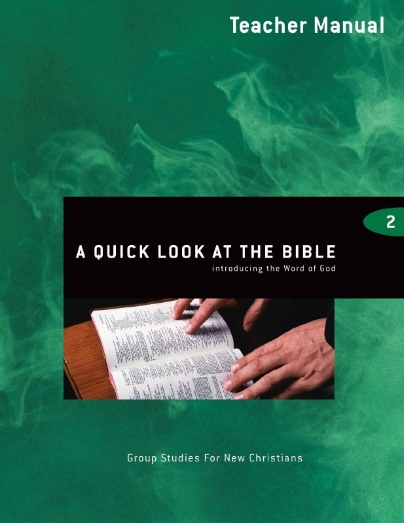 Teacher Manual
2
A QUICK LOOK AT THE BIBLE
introducing the Word of God
Group Studies For New Christians